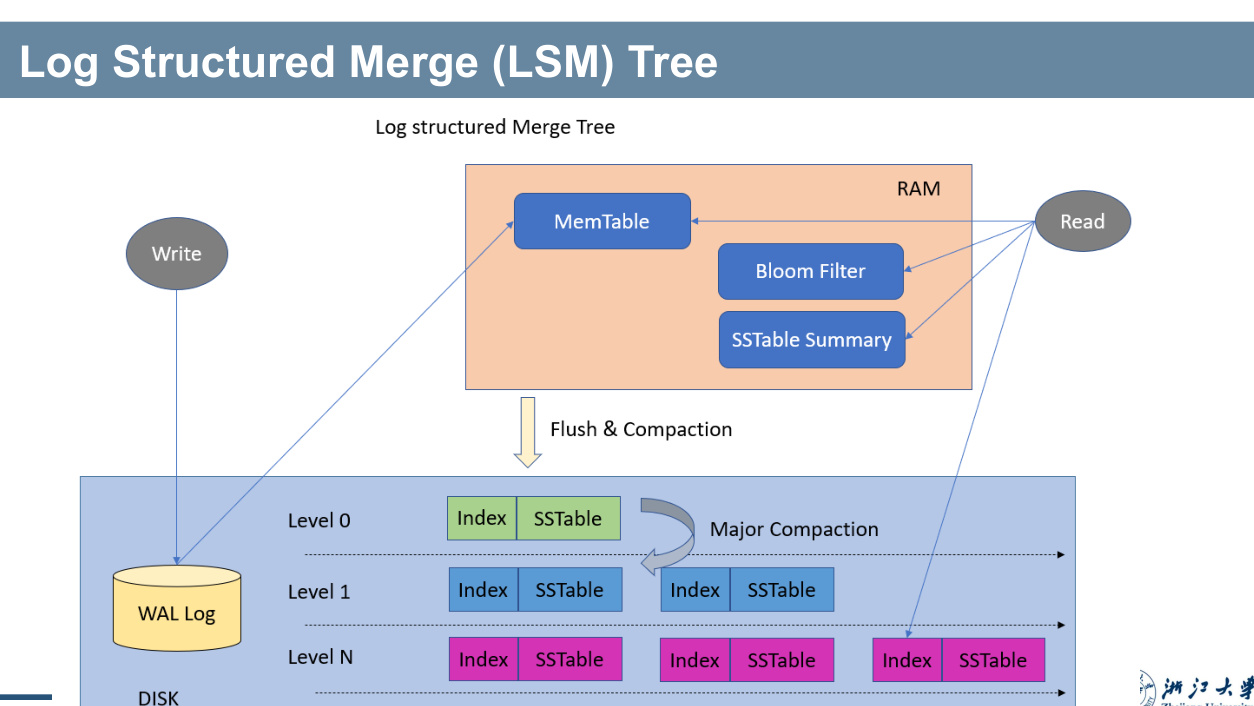 Log Structured Merge (LSM) Tree
Log structured Merge Tree
RAM
MemTable
Read
Write
Bloom Filter
SSTable Summary
Flush & Compaction
Level 0
Index SSTable
Major Compaction
Level 1
Index SSTable Index SSTable
WAL Log
Level N
Index SSTable Index SSTable Index SSTable
DISK
浙江大学